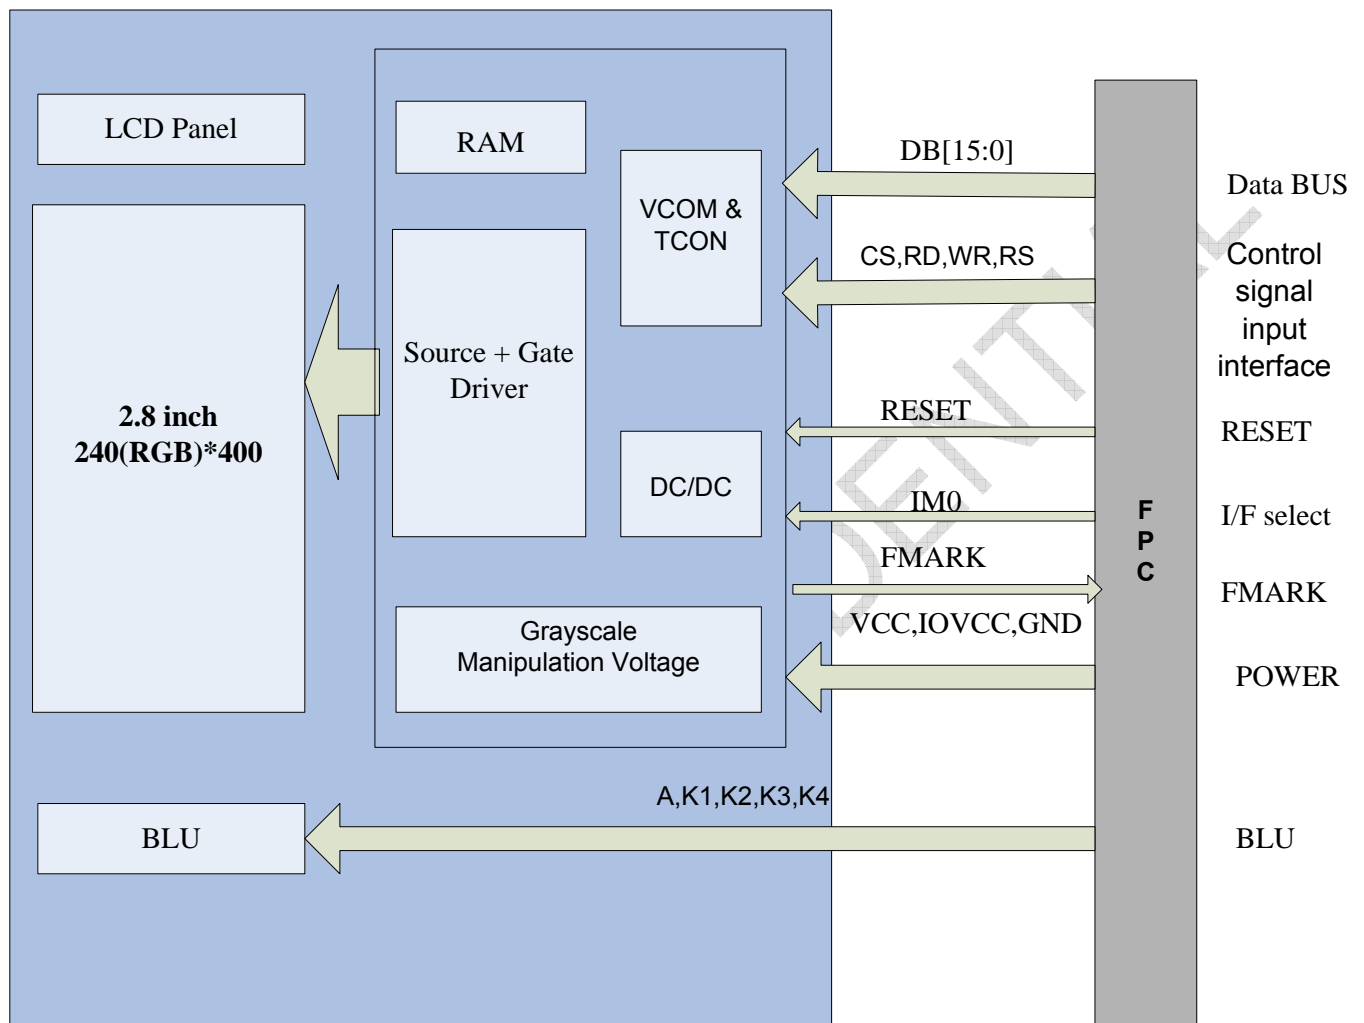 LCD Panel
2.8 inch
240(RGB)*400
BLU
RAM
VCOM &
TCON
Source + Gate
Driver
DC/DC
Grayscale
Manipulation Voltage
DB[15:0]
CS,RD,WR,RS
RESET
IM0
FMARK
VCC,IOVCC,GND
A,K1,K2,K3,K4
F
P
C
Data BUS
Control
signal
input
interface
RESET
I/F select
FMARK
POWER
BLU
DENTIAL